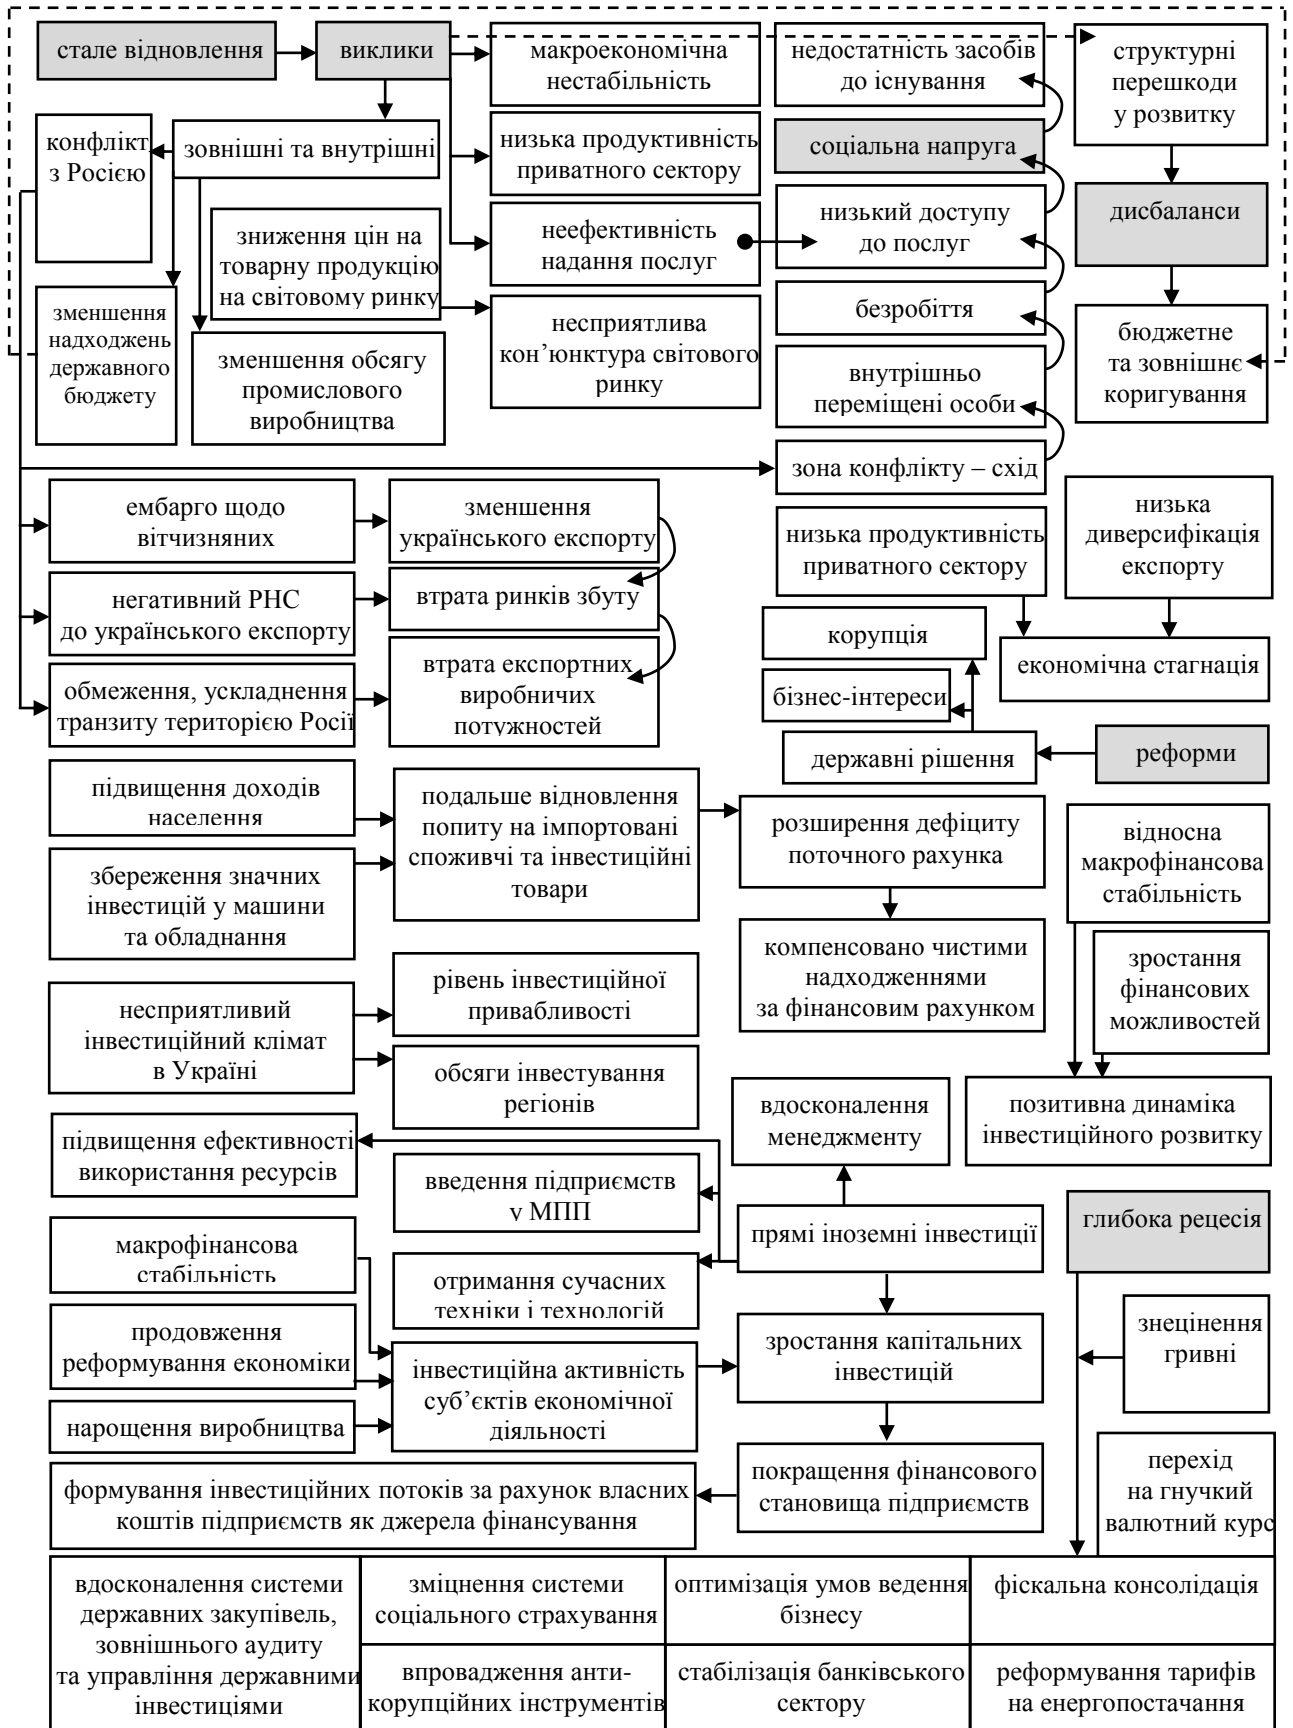 стале відновлення
виклики
макроекономічна
нестабільність
недостатність засобів
до існування
структурні
перешкоди
у розвитку
конфлікт
з Росією
зовнішні та внутрішні
низька продуктивність
приватного сектору
соціальна напруга
дисбаланси
зниження цін на
товарну продукцію
на світовому ринку
неефективність
надання послуг
низький доступу
до послуг
зменшення
надходжень
державного
бюджету
зменшення обсягу
промислового
виробництва
несприятлива
кон’юнктура світового
ринку
безробіття
внутрішньо
переміщені особи
бюджетне
та зовнішнє
коригування
зона конфлікту – схід
ембарго щодо
вітчизняних
зменшення
українського експорту
низька продуктивність
приватного сектору
низька
диверсифікація
експорту
негативний РНС
до українського експорту
втрата ринків збуту
корупція
економічна стагнація
обмеження, ускладнення
транзиту територією Росії
втрата експортних
виробничих
потужностей
бізнес-інтереси
державні рішення
реформи
підвищення доходів
населення
подальше відновлення
попиту на імпортовані
споживчі та інвестиційні
товари
розширення дефіциту
поточного рахунка
відносна
макрофінансова
стабільність
збереження значних
інвестицій у машини
та обладнання
компенсовано чистими
надходженнями
за фінансовим рахунком
зростання
фінансових
можливостей
несприятливий
інвестиційний клімат
в Україні
рівень інвестиційної
привабливості
обсяги інвестування
регіонів
вдосконалення
менеджменту
позитивна динаміка
інвестиційного розвитку
підвищення ефективності
використання ресурсів
введення підприємств
у МПП
прямі іноземні інвестиції
глибока рецесія
макрофінансова
стабільність
отримання сучасних
техніки і технологій
продовження
реформування економіки
інвестиційна активність
суб’єктів економічної
діяльності
зростання капітальних
інвестицій
знецінення
гривні
нарощення виробництва
формування інвестиційних потоків за рахунок власних
коштів підприємств як джерела фінансування
покращення фінансового
становища підприємств
перехід
на гнучкий
валютний курс
вдосконалення системи
державних закупівель,
зовнішнього аудиту
та управління державними
інвестиціями
зміцнення системи
соціального страхування
оптимізація умов ведення
бізнесу
фіскальна консолідація
впровадження анти-
корупційних інструментів
стабілізація банківського
сектору
реформування тарифів
на енергопостачання